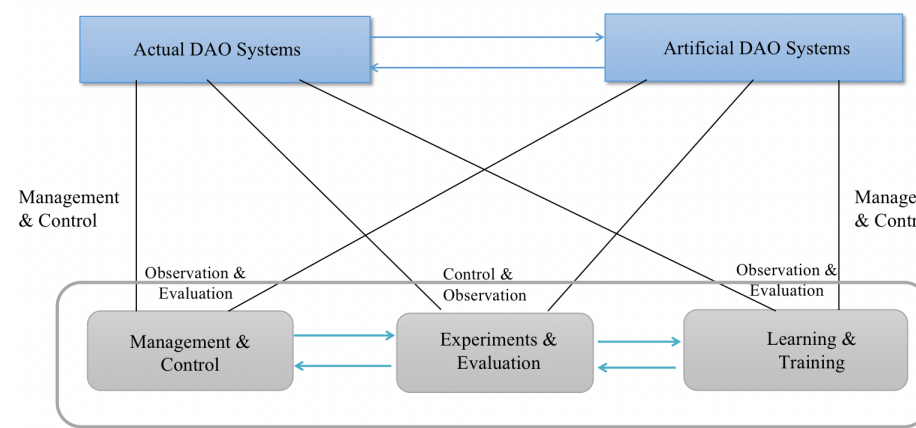 Actual DAO Systems
Artificial DAO Systems
Management
& Control
Observation &
Evaluation
Control &
Observation
Observation &
Evaluation
Management &
Control
Experiments &
Evaluation
Learning &
Training